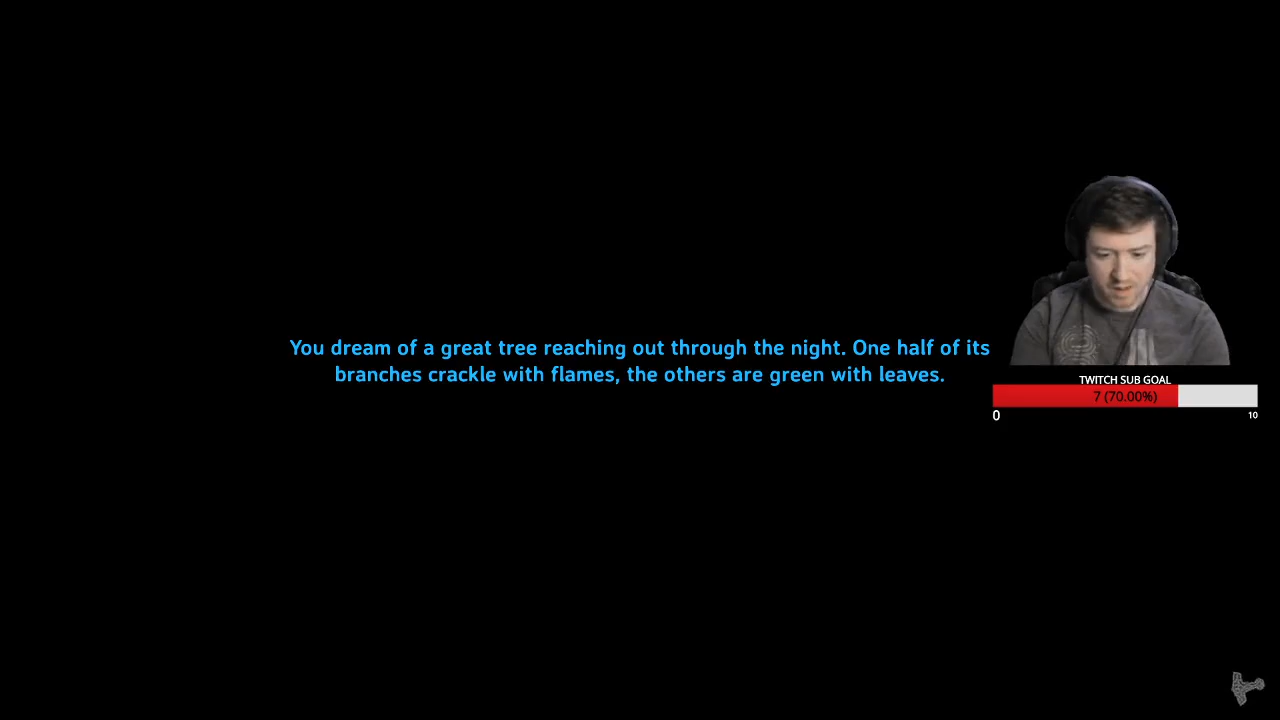 You dream of a great tree reaching out through the night. One half of its
branches crackle with flames, the others are green with leaves.
TWITCH SUB GOAL
7 (70.00%)
0
10